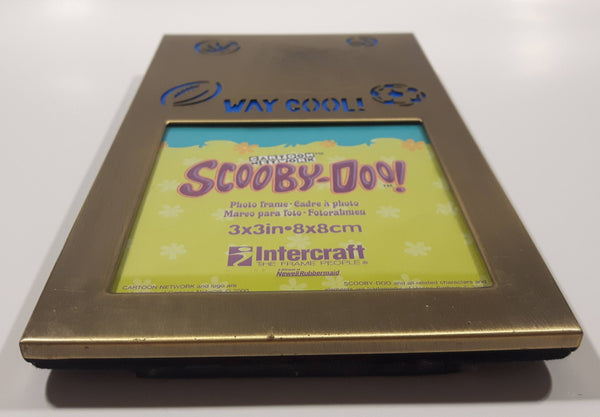 WAY COOL!
CARTOON NETWORK
SCOOBY-DOO!™
Photo frame • Cadre à photo
Marco para foto • Fotorahmen
3x3in•8x8cm
Intercraft
THE FRAME PEOPLE®
Newell Rubbermaid
CARTOON NETWORK and logo are
SCOOBY-DOO and all related characters and